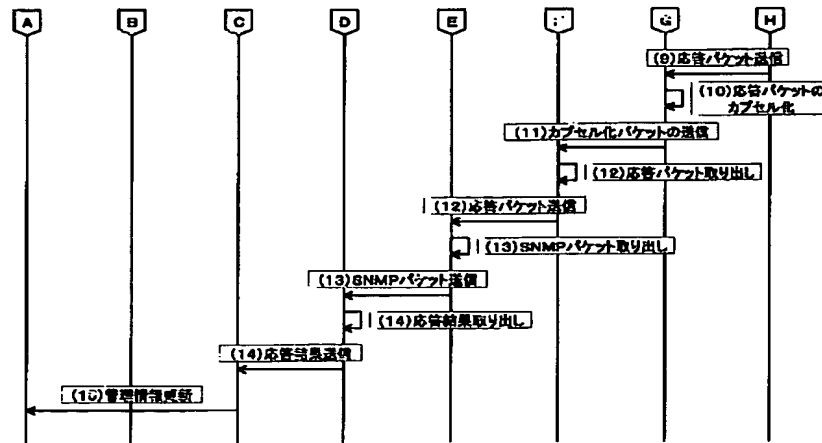 A B C D E F G H
(9)応答パケット送信
(10)応答パケットの
カプセル化
(11)カプセル化パケットの送信
(12)応答パケット取り出し
(12)応答パケット送信
(13)SNMPパケット取り出し
(13)SNMPパケット送信
(14)応答結果取り出し
(14)応答結果送信
管理情報更新